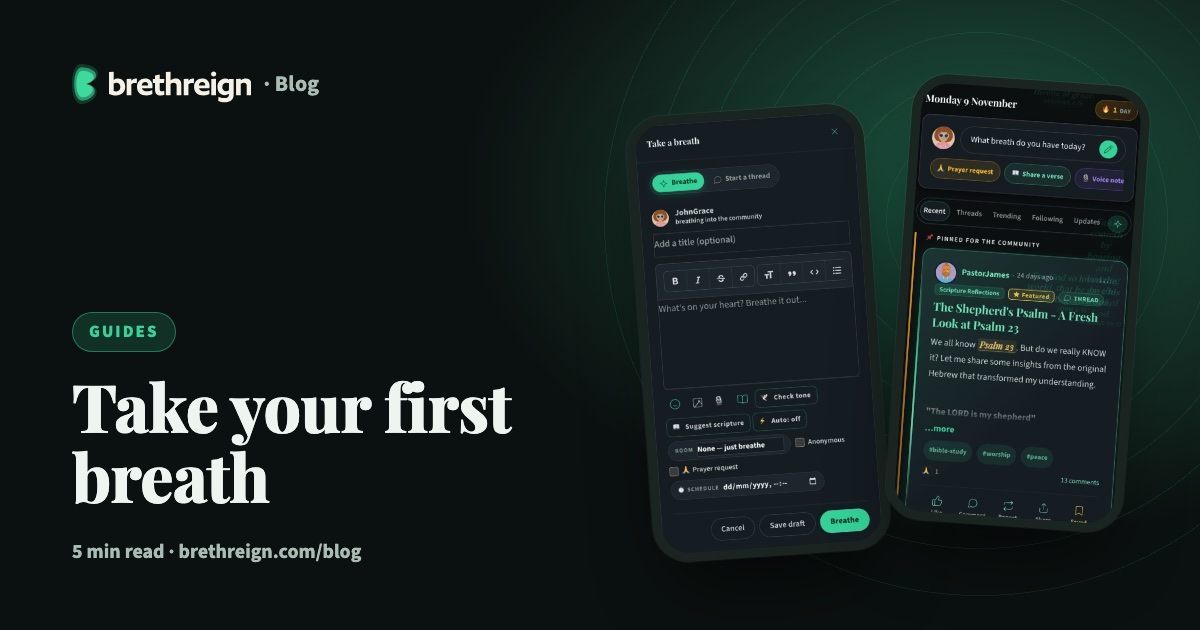 brethreign · Blog
GUIDES
Take your first
breath
5 min read · brethreign.com/blog
Take a breath
Breathe
Start a thread
JohnGrace
breathing into the community
Add a title (optional)
B I S
What's on your heart? Breathe it out...
Check tone
Suggest scripture
Auto: off
ROOM None — just breathe
Anonymous
Prayer request
SCHEDULE dd/mm/yyyy, --:--
Cancel
Save draft
Breathe
Monday 9 November
1 DAY
What breath do you have today?
Prayer request
Share a verse
Voice note
Recent
Threads
Trending
Following
Updates
PINNED FOR THE COMMUNITY
PastorJames · 24 days ago
Scripture Reflections
Featured
THREAD
The Shepherd's Psalm - A Fresh
Look at Psalm 23
We all know Psalm 23. But do we really KNOW
it? Let me share some insights from the original
Hebrew that transformed my understanding.
"The LORD is my shepherd"
...more
#bible-study
#worship
#peace
1
13 comments